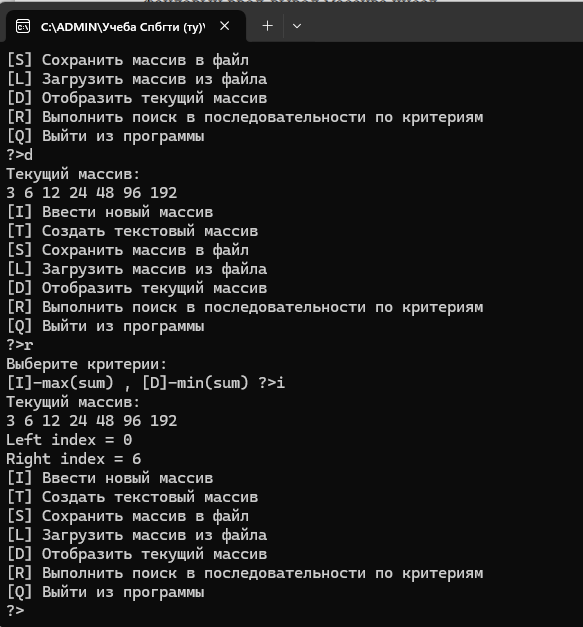 C:\ADMIN\Учеба Спбгти (ту)\
[S] Сохранить массив в файл
[L] Загрузить массив из файла
[D] Отобразить текущий массив
[R] Выполнить поиск в последовательности по критериям
[Q] Выйти из программы
?>d
Текущий массив:
3 6 12 24 48 96 192
[I] Ввести новый массив
[T] Создать текстовый массив
[S] Сохранить массив в файл
[L] Загрузить массив из файла
[D] Отобразить текущий массив
[R] Выполнить поиск в последовательности по критериям
[Q] Выйти из программы
?>r
Выберите критерии:
[I]-max(sum) , [D]-min(sum) ?>i
Текущий массив:
3 6 12 24 48 96 192
Left index = 0
Right index = 6
[I] Ввести новый массив
[T] Создать текстовый массив
[S] Сохранить массив в файл
[L] Загрузить массив из файла
[D] Отобразить текущий массив
[R] Выполнить поиск в последовательности по критериям
[Q] Выйти из программы
?>